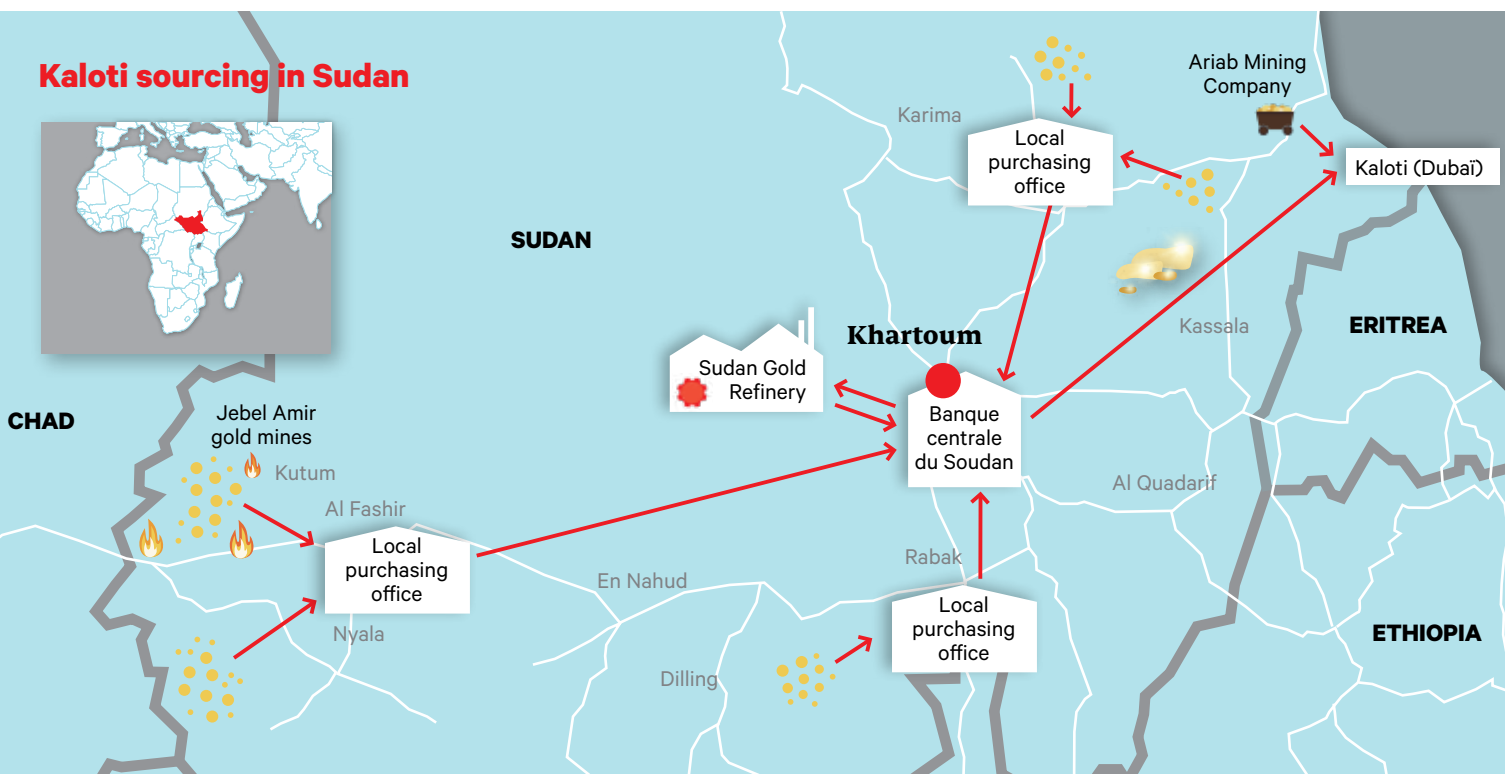 Kaloti sourcing in Sudan
Ariab Mining
Company
Karima
Local
purchasing
office
Kaloti (Dubaï)
SUDAN
Kassala
ERITREA
Khartoum
Sudan Gold
Refinery
Banque
centrale
du Soudan
CHAD
Jebel Amir
gold mines
Kutum
Al Fashir
Al Quadarif
Local
purchasing
office
En Nahud
Rabak
Local
purchasing
office
Nyala
Dilling
ETHIOPIA